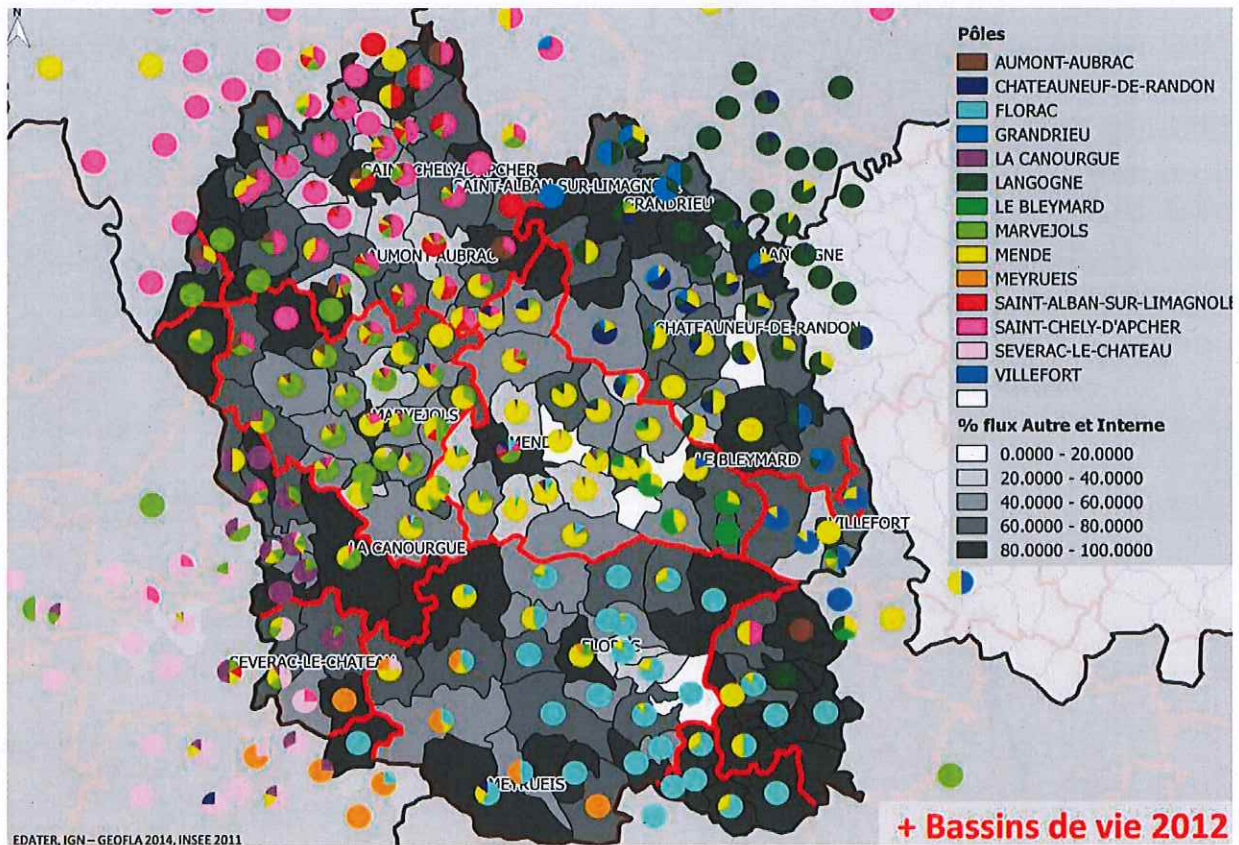 N
Pôles
AUMONT-AUBRAC
CHATEAUNEUF-DE-RANDON
FLORAC
GRANDRIEU
LA CANOURGUE
LANGOGNE
LE BLEYMARD
MARVEJOLS
MENDE
MEYRUEIS
SAINT-ALBAN-SUR-LIMAGNOLE
SAINT-CHELY-D'APCHER
SEVERAC-LE-CHATEAU
VILLEFORT
% flux Autre et Interne
0.0000 - 20.0000
20.0000 - 40.0000
40.0000 - 60.0000
60.0000 - 80.0000
80.0000 - 100.0000
SAINT-CHELY-D'APCHER
SAINT-ALBAN-SUR-LIMAGNOLE
GRANDRIEU
AUMONT-AUBRAC
LANGOGNE
CHATEAUNEUF-DE-RANDON
MARVEJOLS
MENDE
LE BLEYMARD
VILLEFORT
LA CANOURGUE
FLORAC
SEVERAC-LE-CHATEAU
MEYRUEIS
+ Bassins de vie 2012
EDATER, IGN – GEOFLA 2014, INSEE 2011